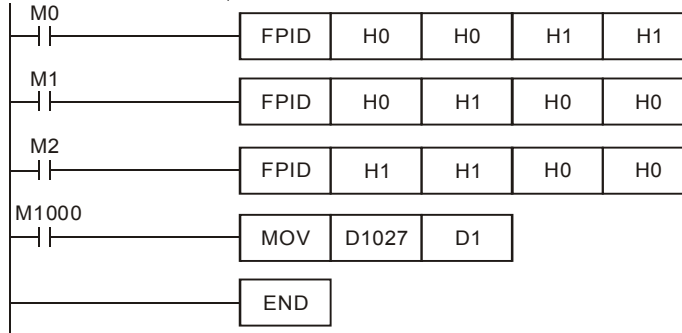 M0
FPID H0 H0 H1 H1
M1
FPID H0 H1 H0 H0
M2
FPID H1 H1 H0 H0
M1000
MOV D1027 D1
END